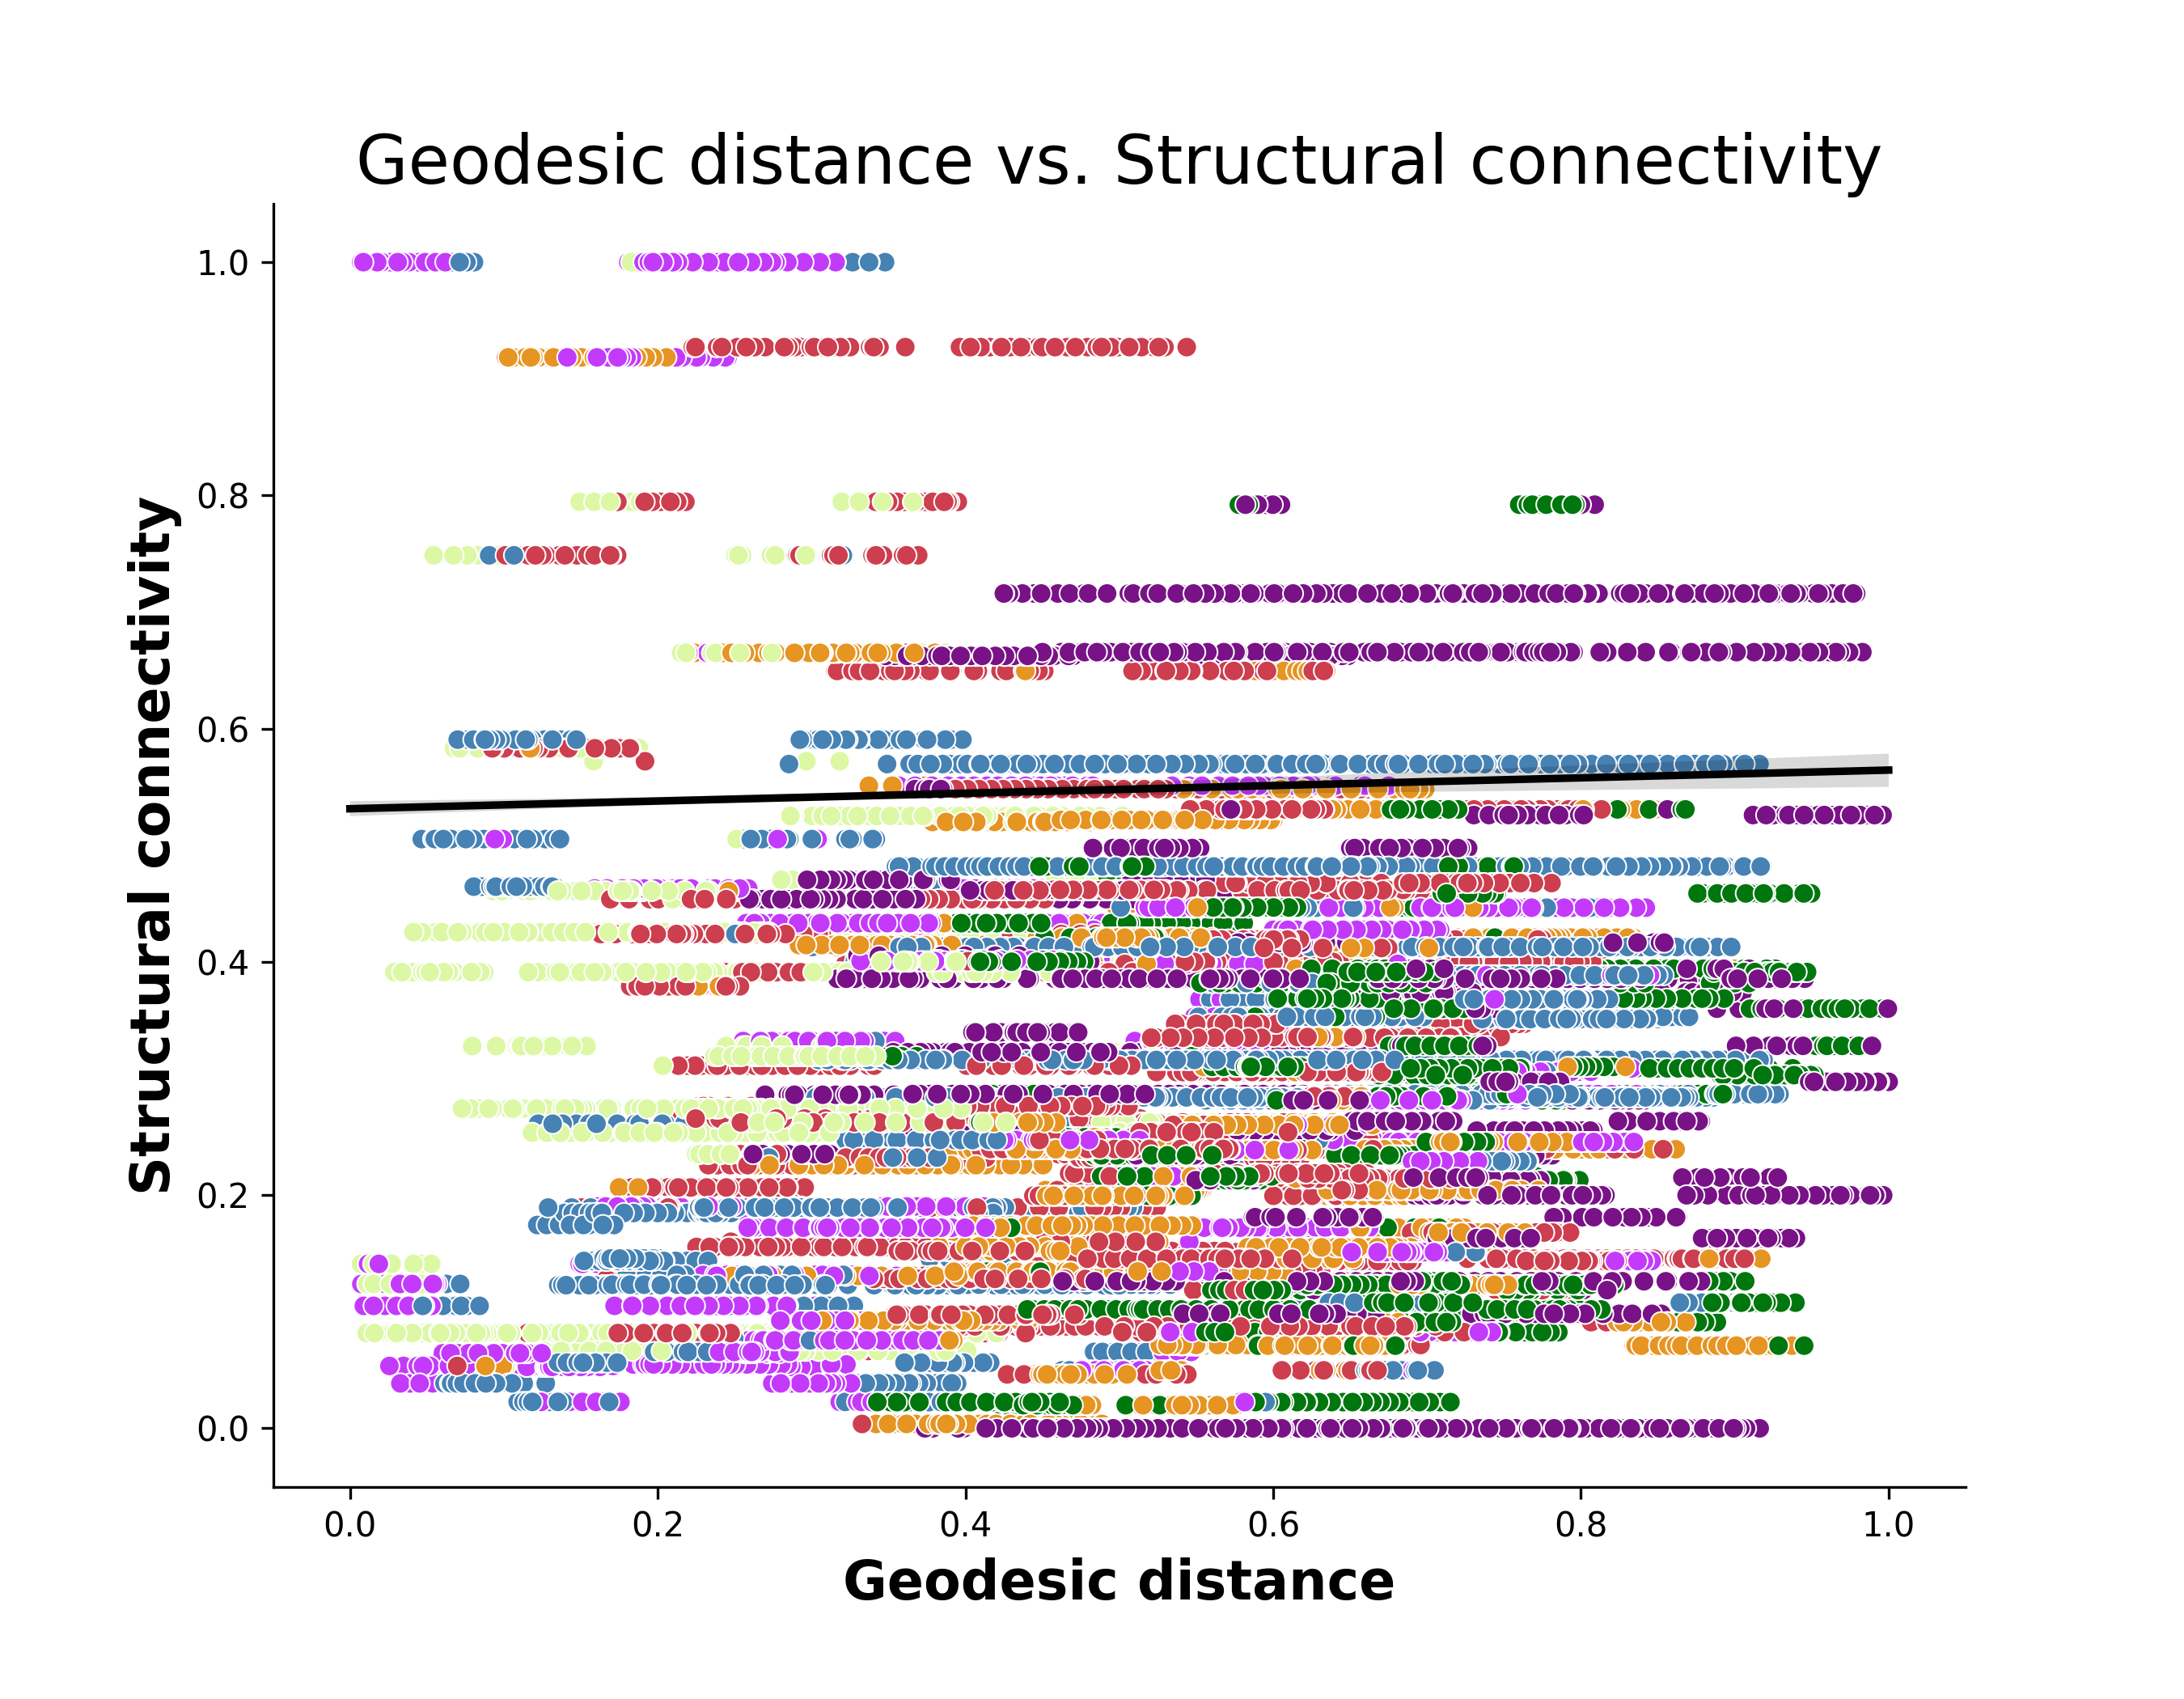 Geodesic distance vs. Structural connectivity
1.0
0.8
0.6
0.4
0.2
0.0
Structural connectivity
0.0 0.2 0.4 0.6 0.8 1.0
Geodesic distance